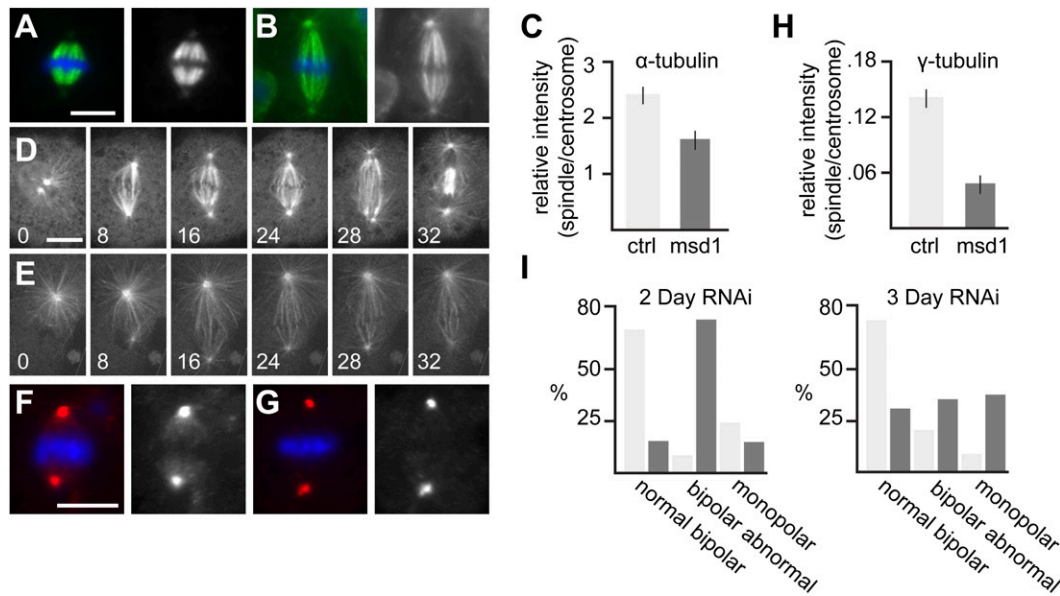 A
B
C
α-tubulin
relative intensity
(spindle/centrosome)
3
2
1
ctrl msd1
H
γ-tubulin
relative intensity
(spindle/centrosome)
.18
.12
.06
ctrl msd1
D
0 8 16 24 28 32
E
0 8 16 24 28 32
F
G
I
2 Day RNAi
%
80
50
25
normal bipolar
bipolar abnormal
monopolar
3 Day RNAi
%
80
50
25
normal bipolar
bipolar abnormal
monopolar